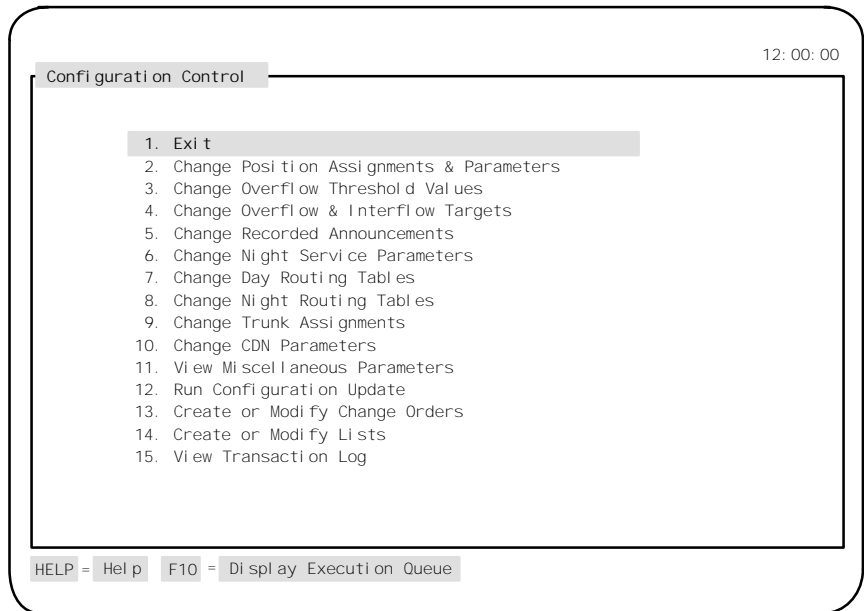 12:00:00
Configuration Control
1. Exit
2. Change Position Assignments & Parameters
3. Change Overflow Threshold Values
4. Change Overflow & Interflow Targets
5. Change Recorded Announcements
6. Change Night Service Parameters
7. Change Day Routing Tables
8. Change Night Routing Tables
9. Change Trunk Assignments
10. Change CDN Parameters
11. View Miscellaneous Parameters
12. Run Configuration Update
13. Create or Modify Change Orders
14. Create or Modify Lists
15. View Transaction Log
HELP = Help F10 = Display Execution Queue